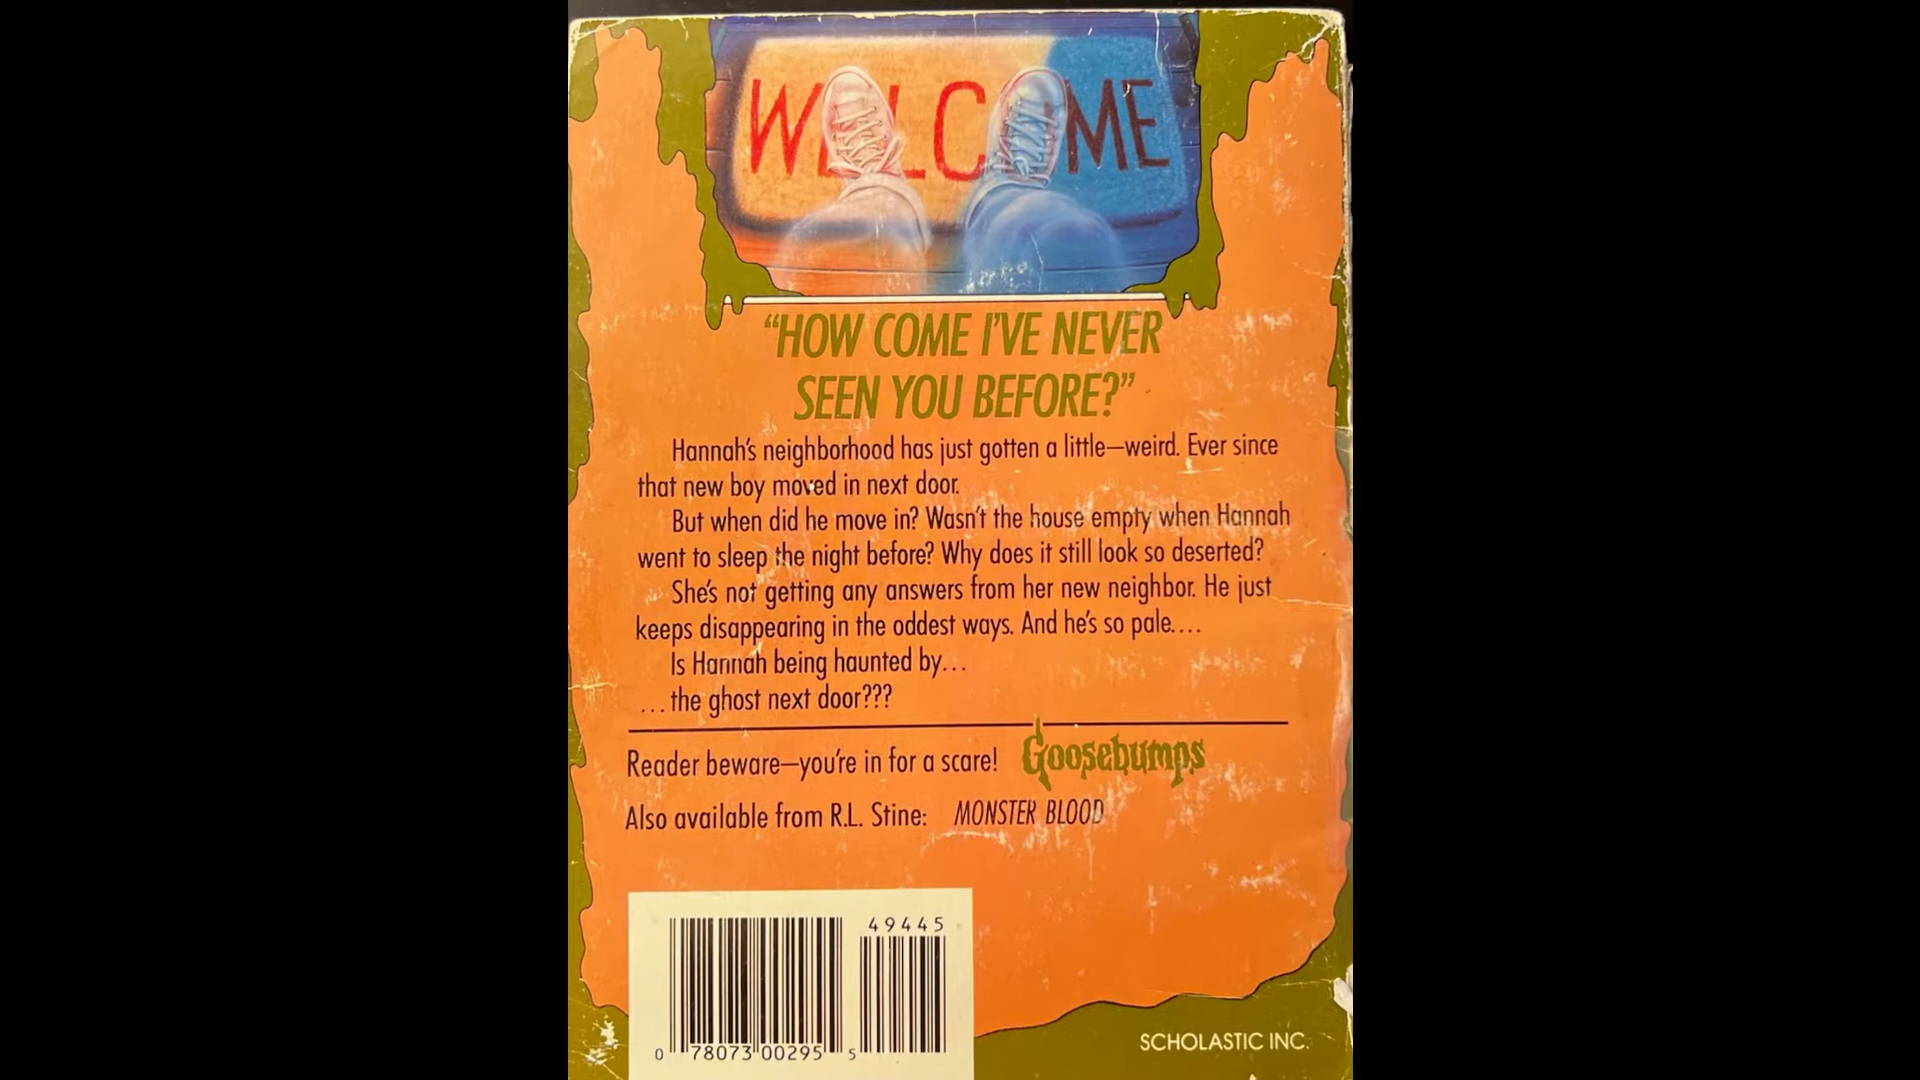 WELCOME
“HOW COME I’VE NEVER
SEEN YOU BEFORE?”
Hannah’s neighborhood has just gotten a little—weird. Ever since
that new boy moved in next door.
But when did he move in? Wasn’t the house empty when Hannah
went to sleep the night before? Why does it still look so deserted?
She’s not getting any answers from her new neighbor. He just
keeps disappearing in the oddest ways. And he’s so pale....
Is Hannah being haunted by...
...the ghost next door???
Reader beware—you’re in for a scare! Goosebumps
Also available from R.L. Stine: MONSTER BLOOD
49445
0 78073 00295 5
SCHOLASTIC INC.